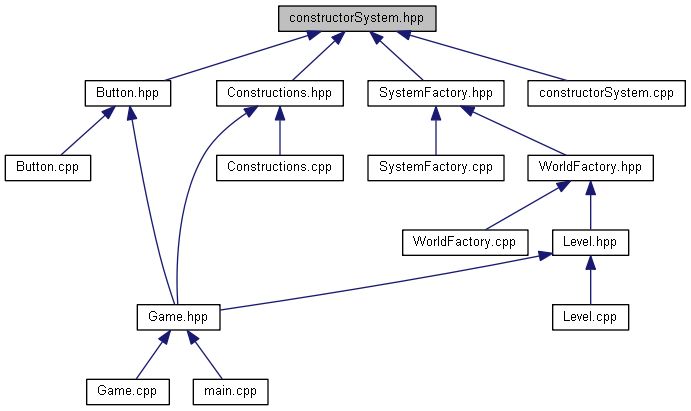 constructorSystem.hpp
Button.hpp
Constructions.hpp
SystemFactory.hpp
constructorSystem.cpp
Button.cpp
Constructions.cpp
SystemFactory.cpp
WorldFactory.hpp
WorldFactory.cpp
Level.hpp
Game.hpp
Level.cpp
Game.cpp
main.cpp